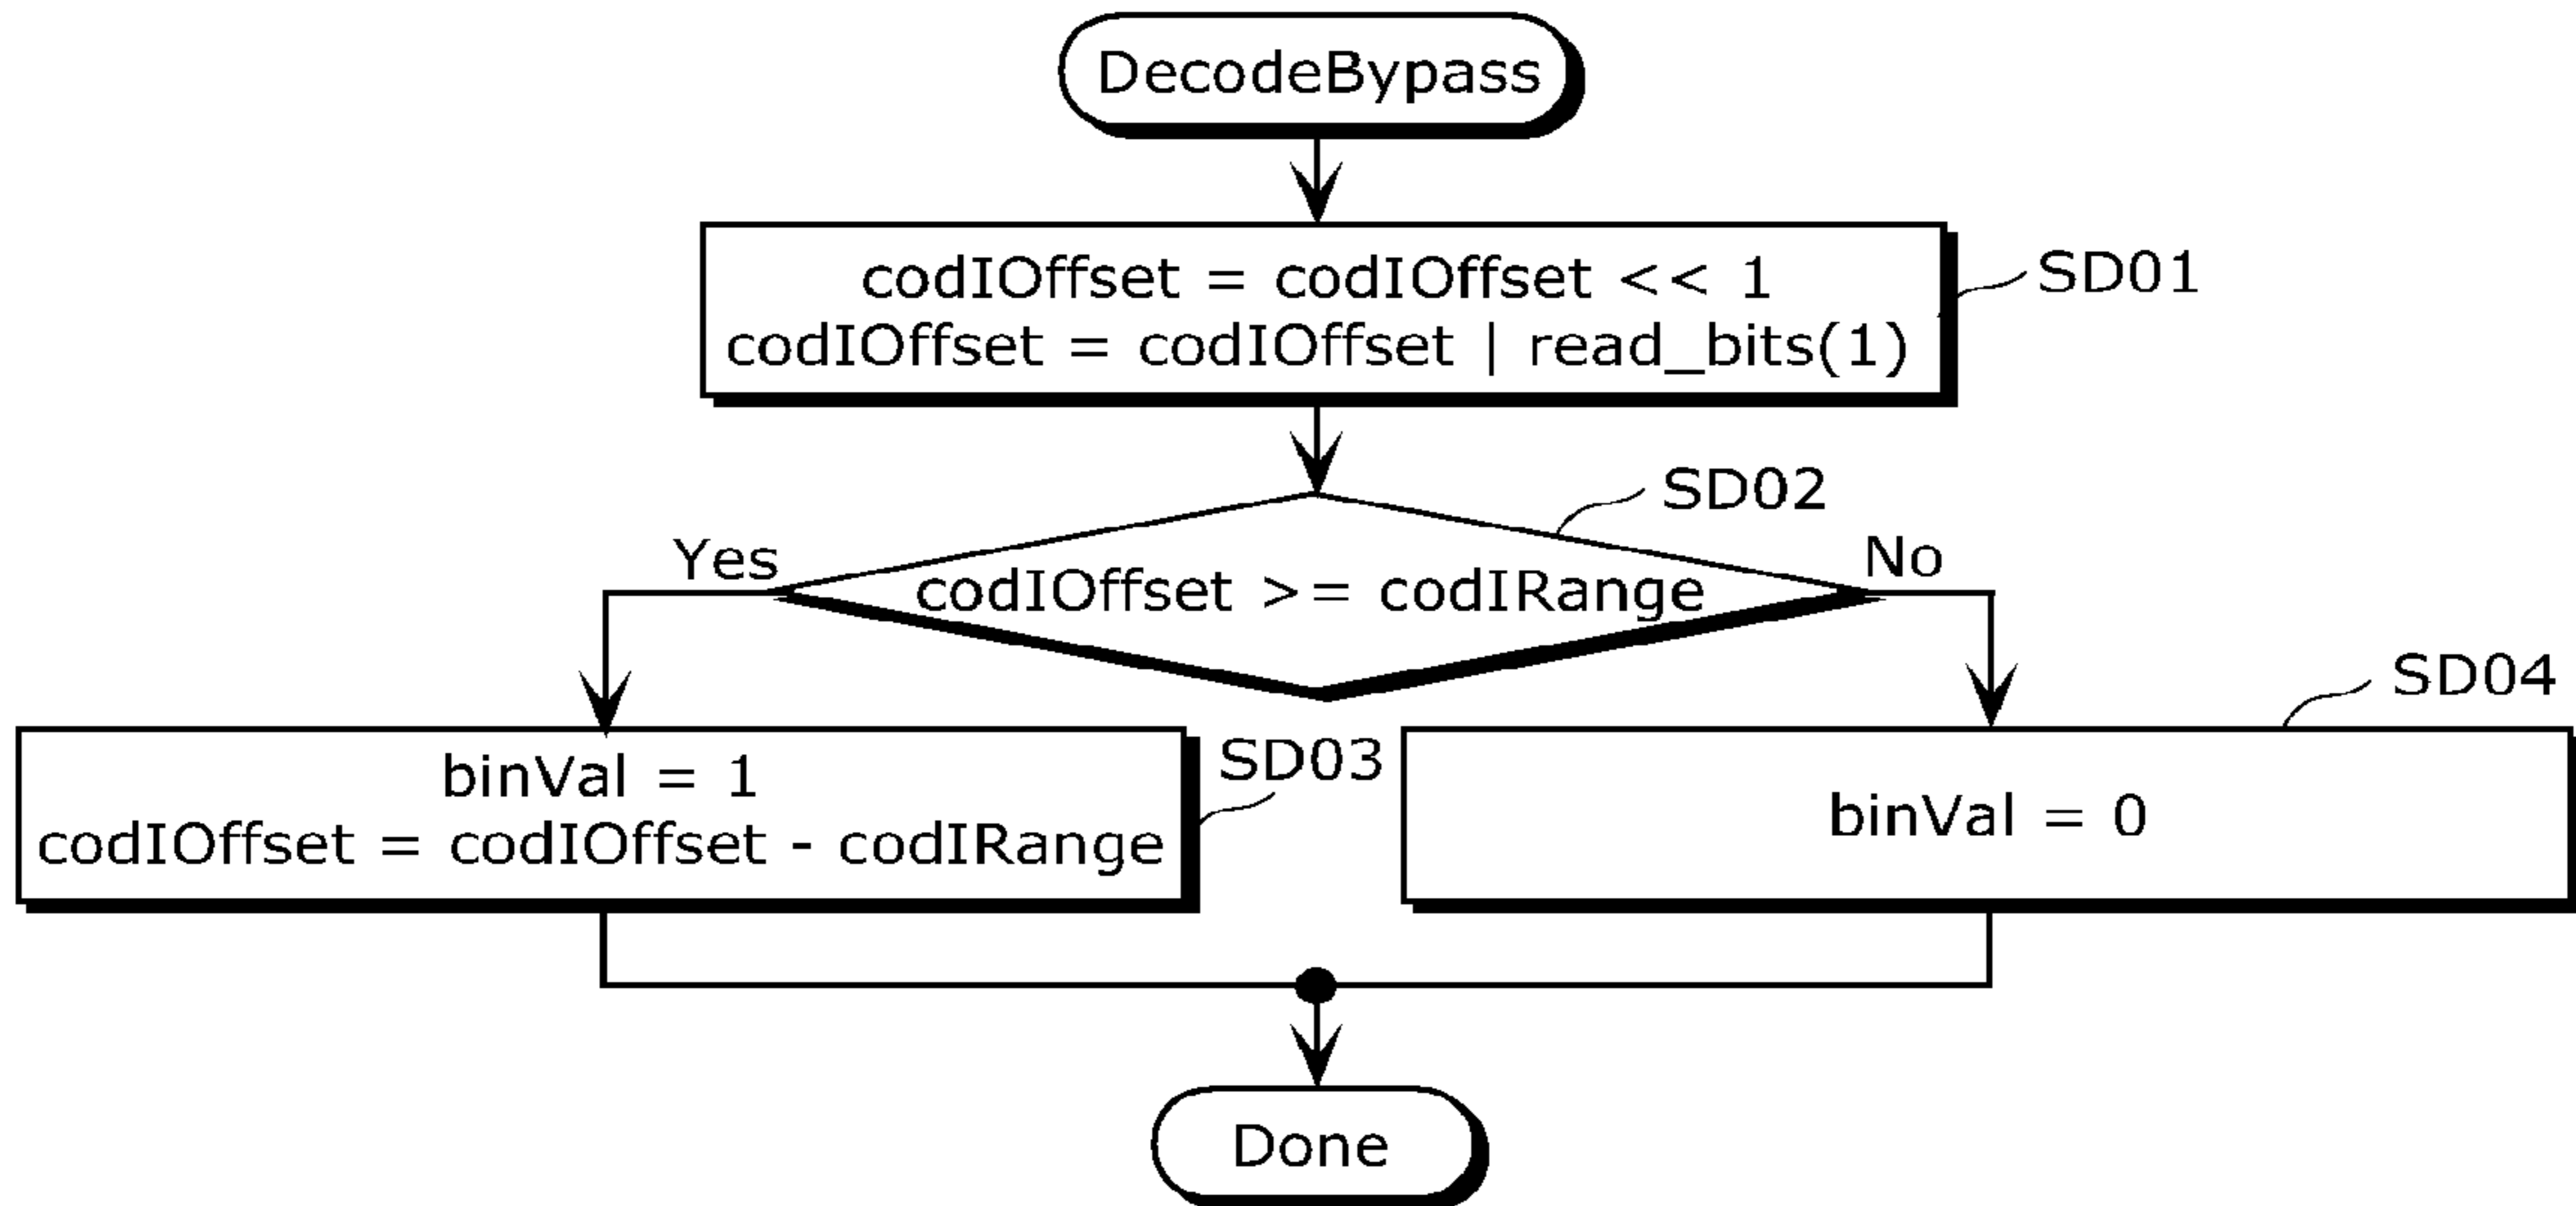 DecodeBypass
codIOffset = codIOffset << 1
codIOffset = codIOffset | read_bits(1)
SD01
SD02
Yes
codIOffset >= codIRange
No
SD04
binVal = 1
codIOffset = codIOffset - codIRange
SD03
binVal = 0
Done